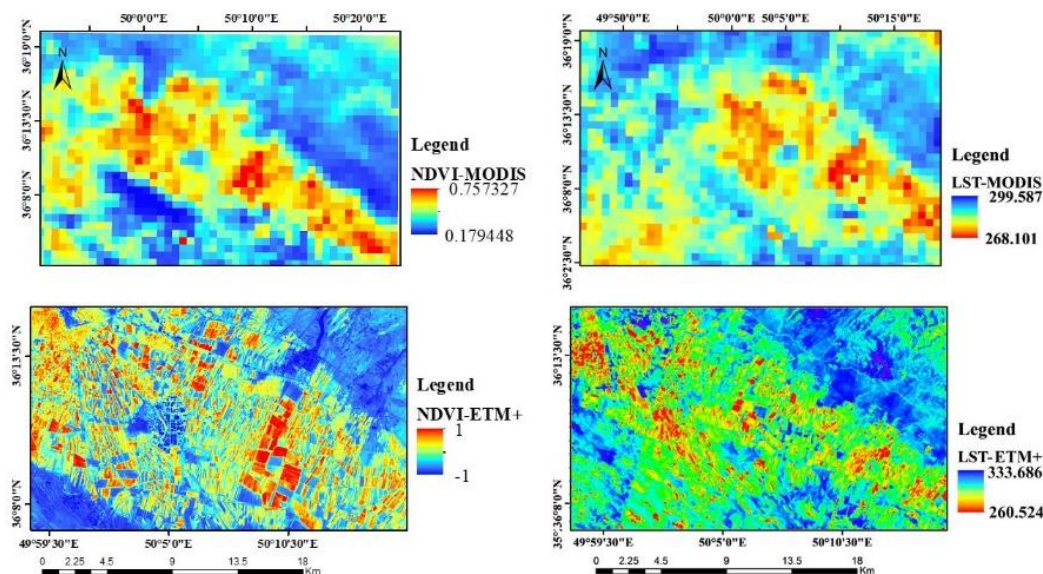 50°0'0"E 50°10'0"E 50°20'0"E
36°19'0"N
36°13'30"N
36°8'0"N
N
Legend
NDVI-MODIS
0.757327
0.179448
49°50'0"E 50°0'0"E 50°5'0"E 50°15'0"E
36°19'0"N
36°13'30"N
36°8'0"N
36°2'30"N
N
Legend
LST-MODIS
299.587
268.101
36°13'30"N
36°8'0"N
Legend
NDVI-ETM+
1
-1
49°59'30"E 50°5'0"E 50°10'30"E
0 2.25 4.5 9 13.5 18
Km
36°13'30"N
36°8'0"N
Legend
LST-ETM+
333.686
260.524
49°59'30"E 50°5'0"E 50°10'30"E
0 2.25 4.5 9 13.5 18
Km